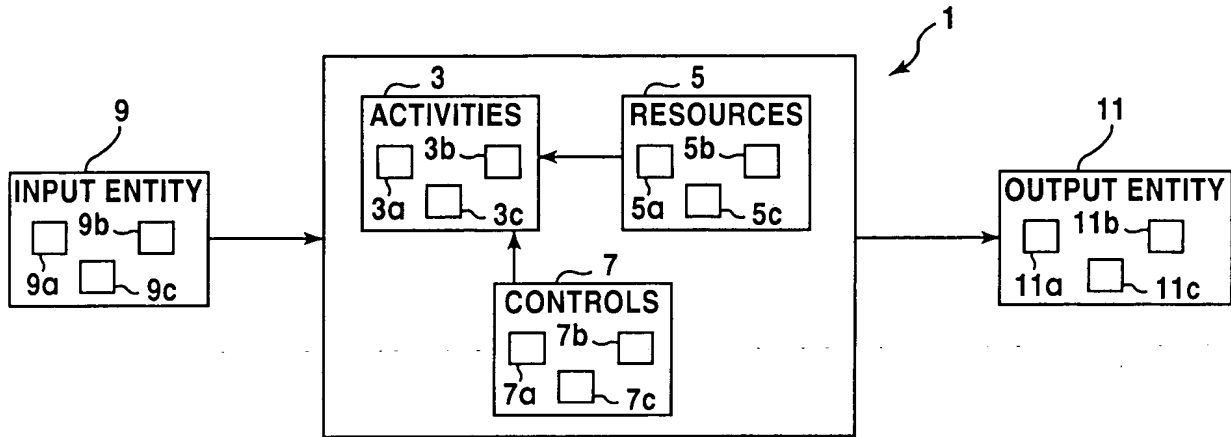 1
3
5
9
11
ACTIVITIES
3b
3a
3c
RESOURCES
5b
5a
5c
INPUT ENTITY
9b
9a
9c
OUTPUT ENTITY
11b
11a
11c
7
CONTROLS
7b
7a
7c